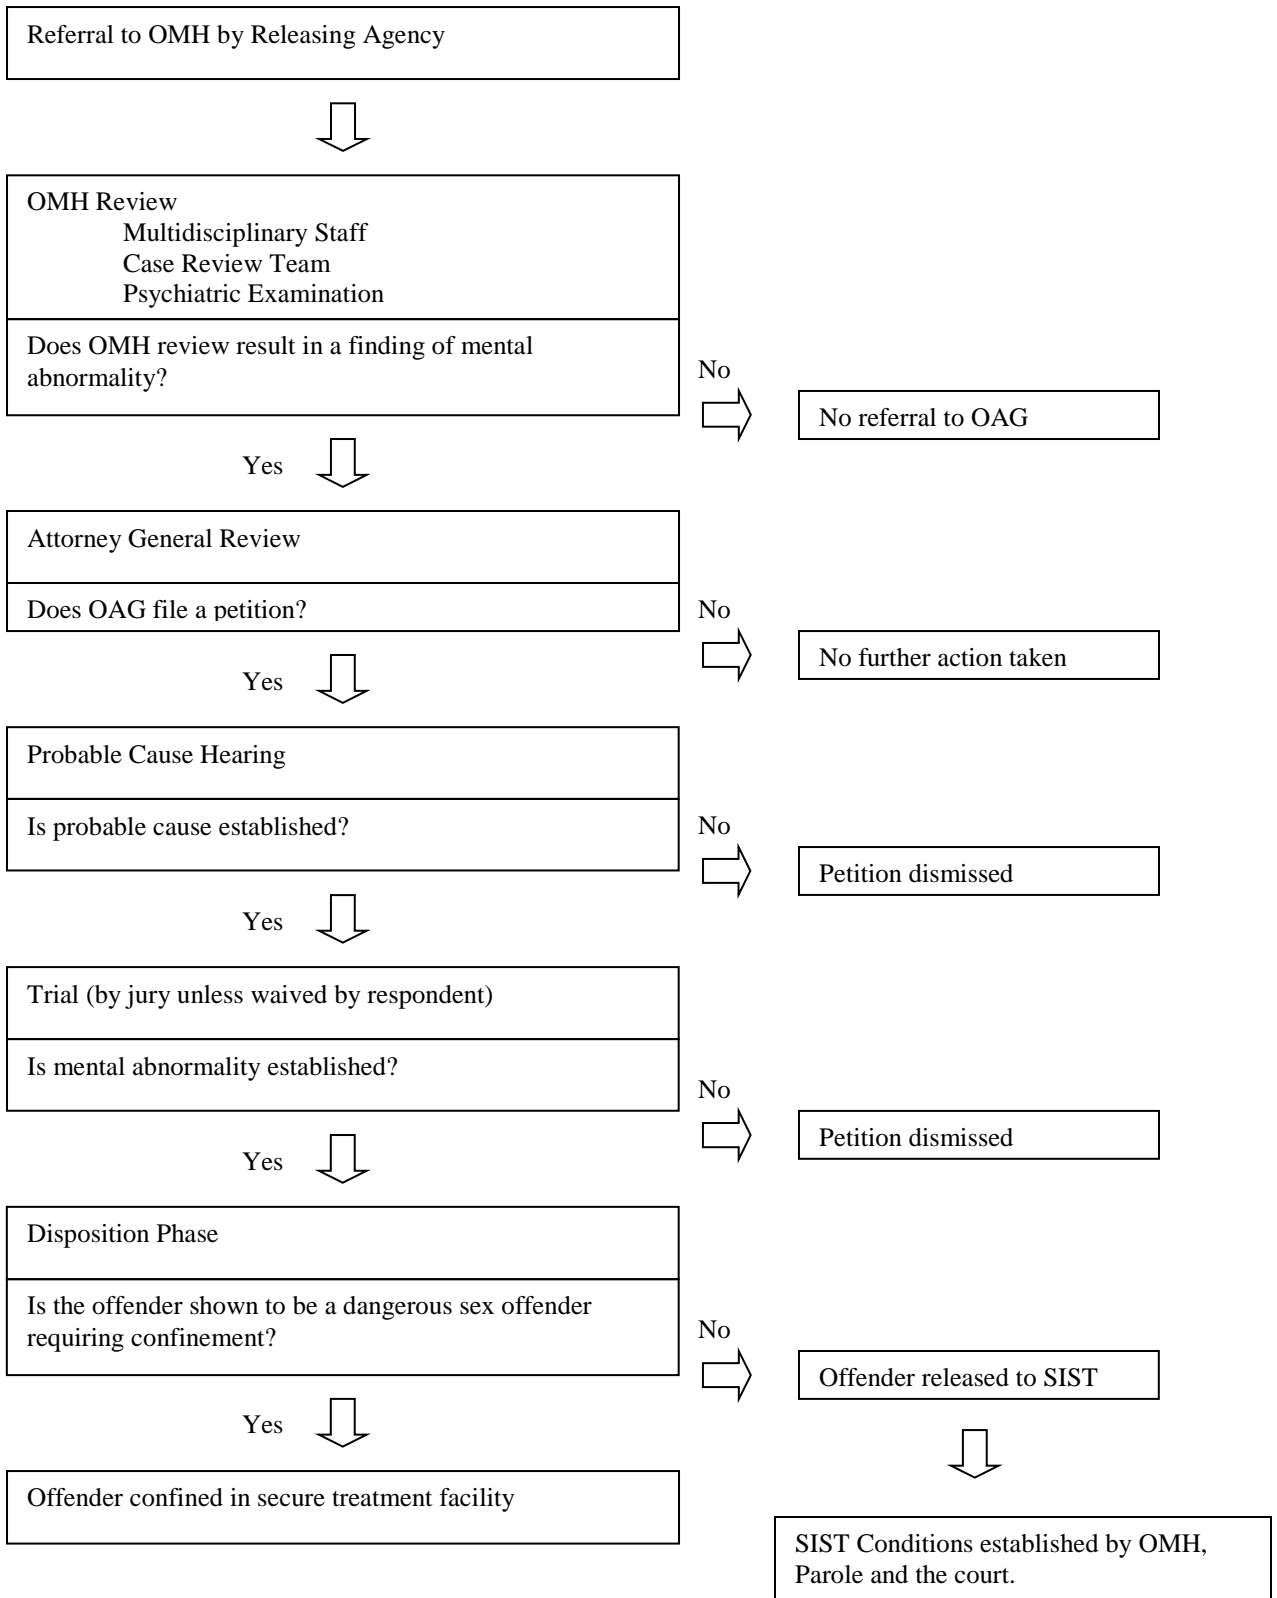 Referral to OMH by Releasing Agency
OMH Review
Multidisciplinary Staff
Case Review Team
Psychiatric Examination
Does OMH review result in a finding of mental
abnormality?
No
No referral to OAG
Yes
Attorney General Review
Does OAG file a petition?
No
No further action taken
Yes
Probable Cause Hearing
Is probable cause established?
No
Petition dismissed
Yes
Trial (by jury unless waived by respondent)
Is mental abnormality established?
No
Petition dismissed
Yes
Disposition Phase
Is the offender shown to be a dangerous sex offender
requiring confinement?
No
Offender released to SIST
Yes
Offender confined in secure treatment facility
SIST Conditions established by OMH,
Parole and the court.